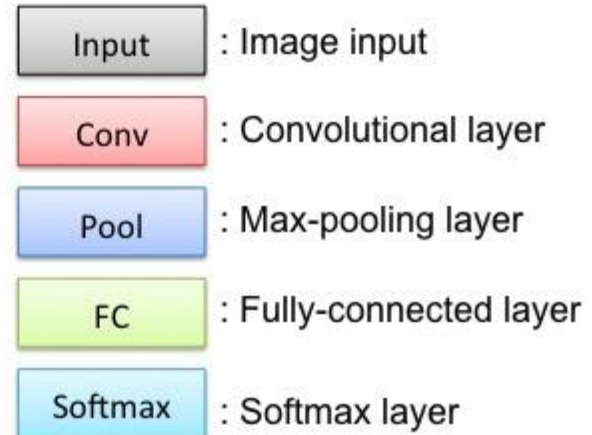 Input : Image input
Conv : Convolutional layer
Pool : Max-pooling layer
FC : Fully-connected layer
Softmax : Softmax layer